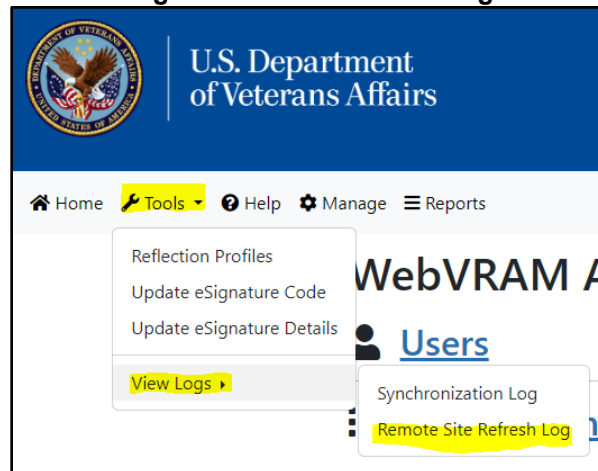 U.S. Department
of Veterans Affairs
Home Tools Help Manage Reports
Reflection Profiles
Update eSignature Code
Update eSignature Details
View Logs
WebVRAM A
Users
Synchronization Log
Remote Site Refresh Log